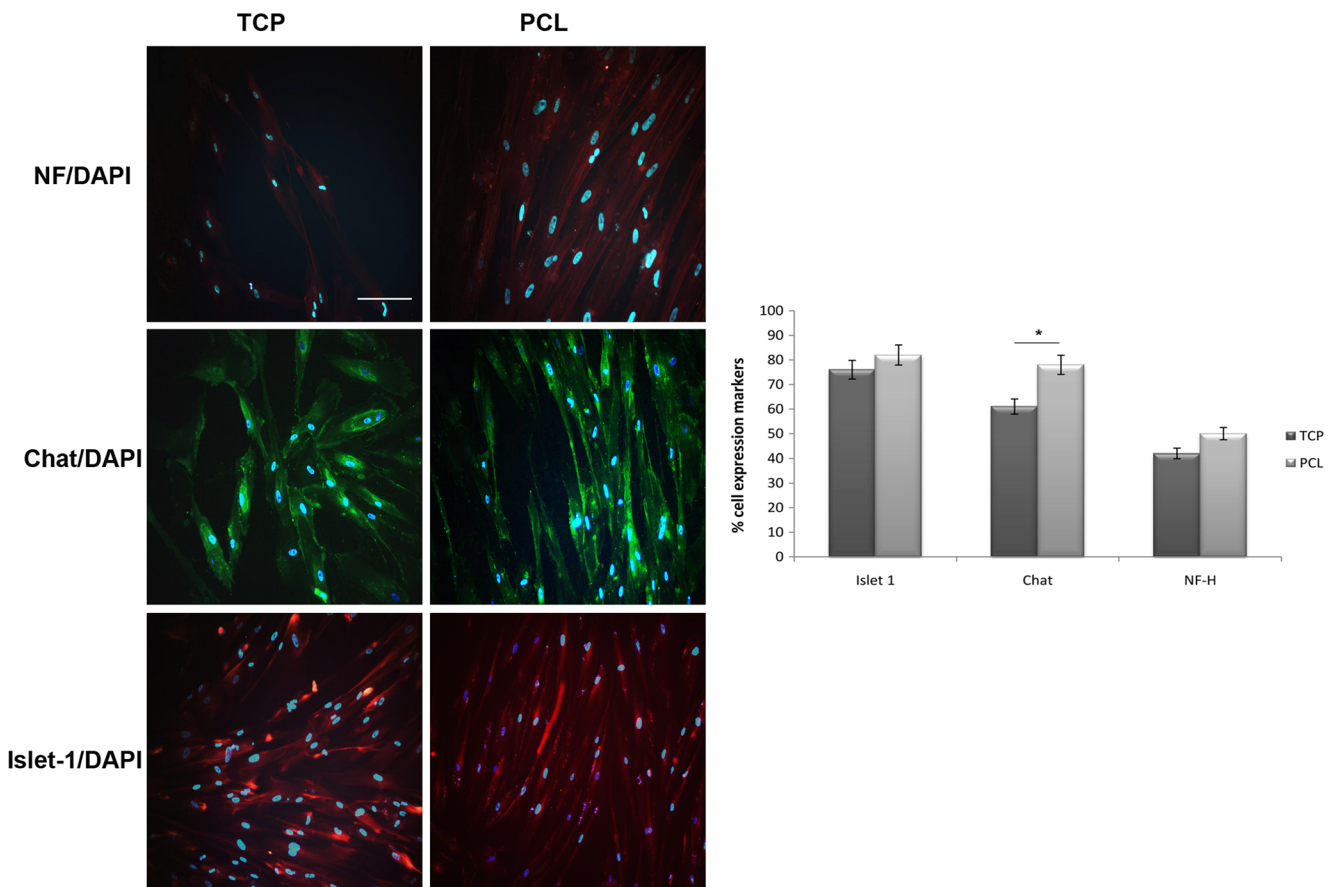 TCP PCL
NF/DAPI
Chat/DAPI
Islet-1/DAPI
% cell expression markers
100
90
80
70
60
50
40
30
20
10
0
*
Islet 1 Chat NF-H
TCP
PCL